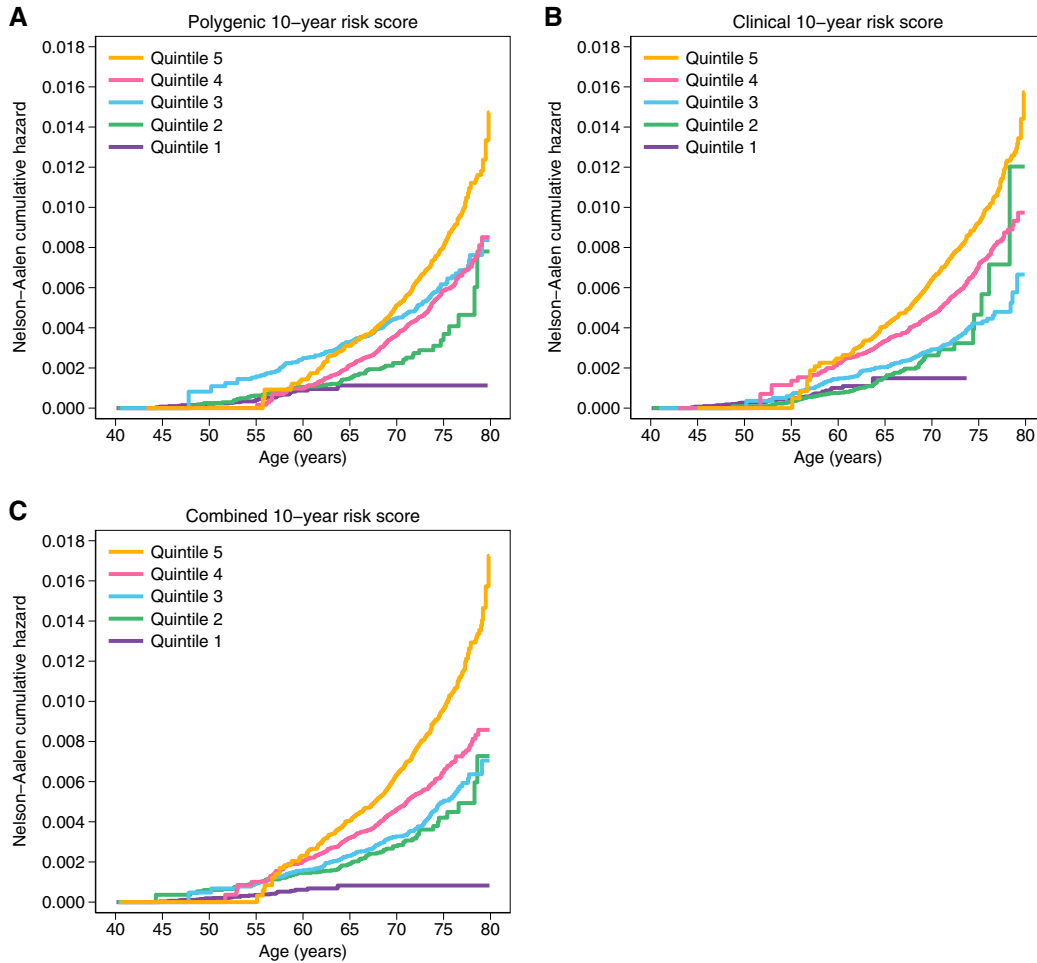 A
Polygenic 10−year risk score
Nelson−Aalen cumulative hazard
0.018
0.016
0.014
0.012
0.010
0.008
0.006
0.004
0.002
0.000
Quintile 5
Quintile 4
Quintile 3
Quintile 2
Quintile 1
40 45 50 55 60 65 70 75 80
Age (years)
B
Clinical 10−year risk score
Nelson−Aalen cumulative hazard
0.018
0.016
0.014
0.012
0.010
0.008
0.006
0.004
0.002
0.000
Quintile 5
Quintile 4
Quintile 3
Quintile 2
Quintile 1
40 45 50 55 60 65 70 75 80
Age (years)
C
Combined 10−year risk score
Nelson−Aalen cumulative hazard
0.018
0.016
0.014
0.012
0.010
0.008
0.006
0.004
0.002
0.000
Quintile 5
Quintile 4
Quintile 3
Quintile 2
Quintile 1
40 45 50 55 60 65 70 75 80
Age (years)